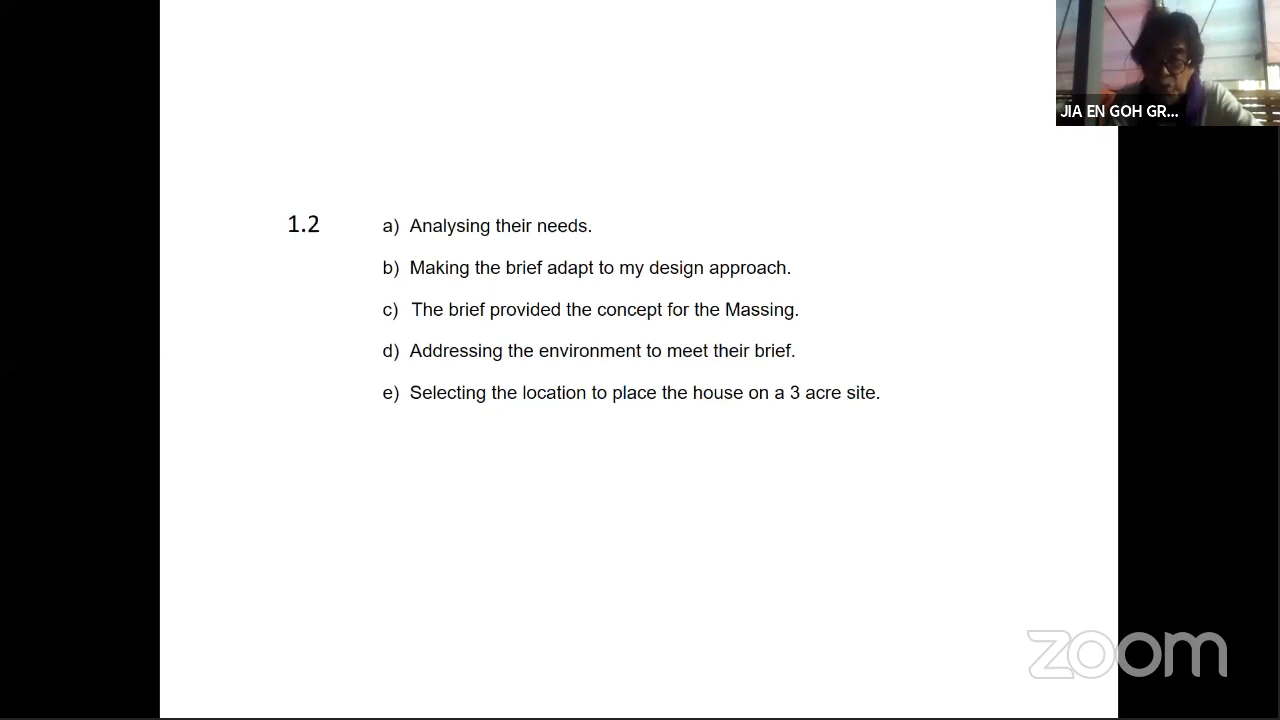 JIA EN GOH GR...
1.2 a) Analysing their needs.
b) Making the brief adapt to my design approach.
c) The brief provided the concept for the Massing.
d) Addressing the environment to meet their brief.
e) Selecting the location to place the house on a 3 acre site.
zoom